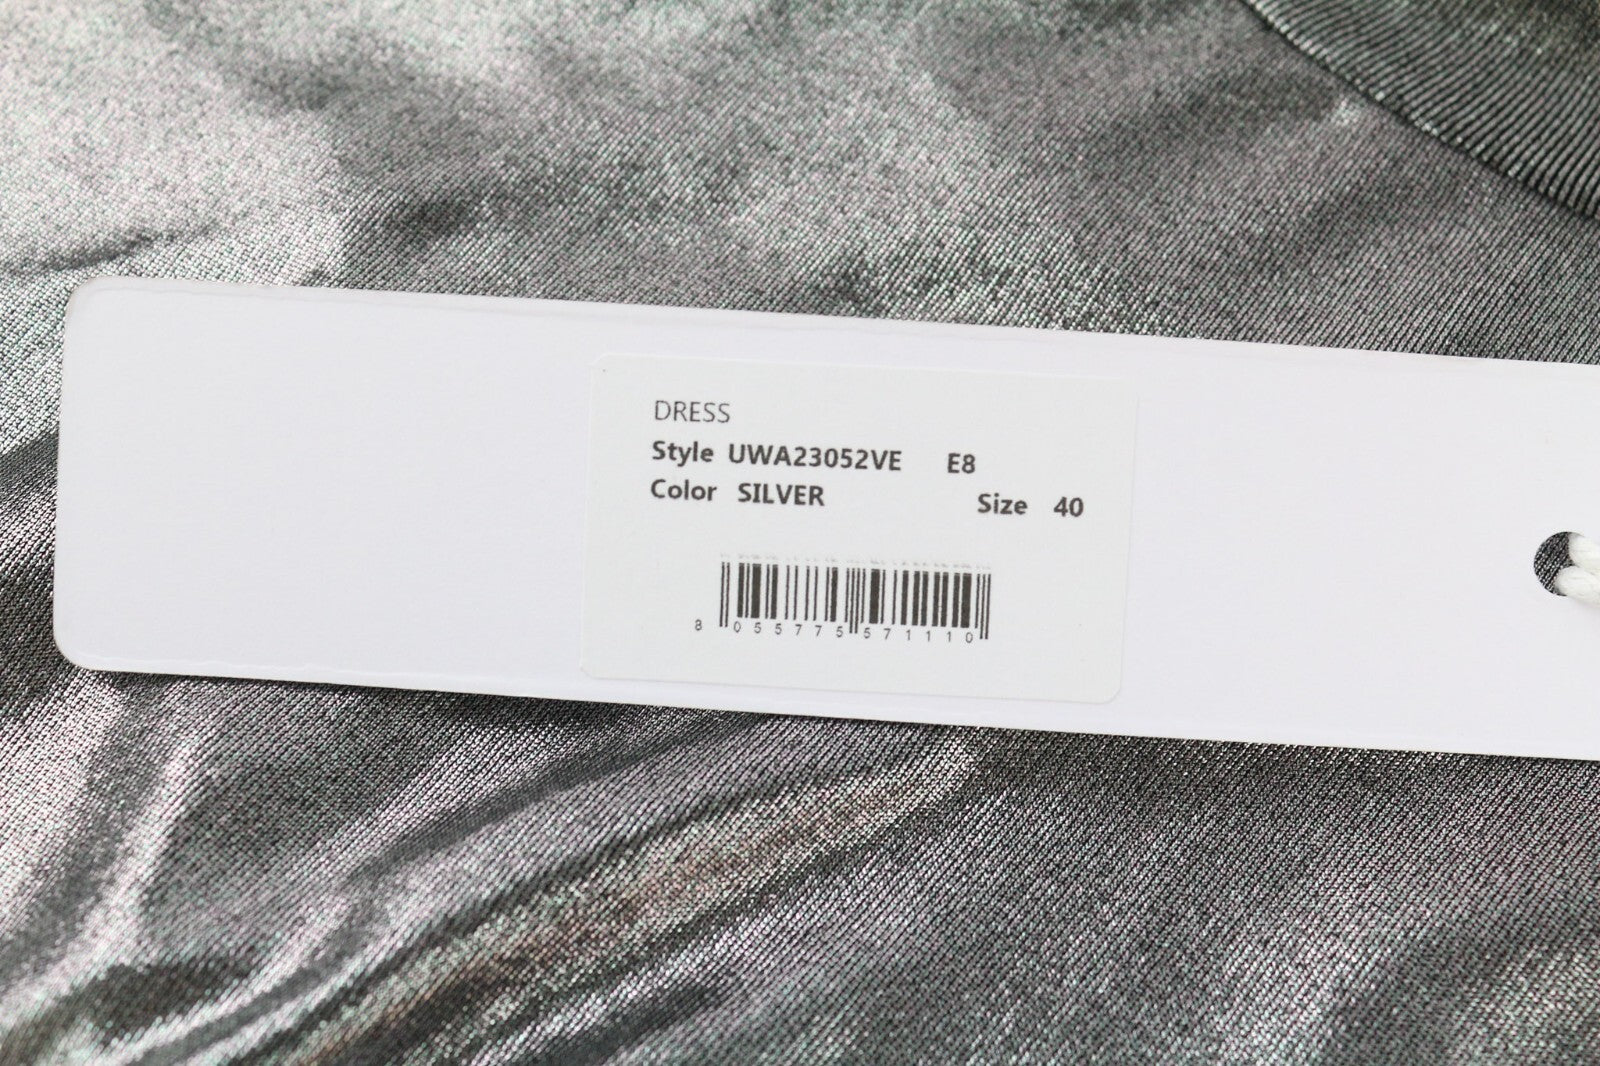 DRESS
Style UWA23052VE E8
Color SILVER Size 40
8 055775 571110